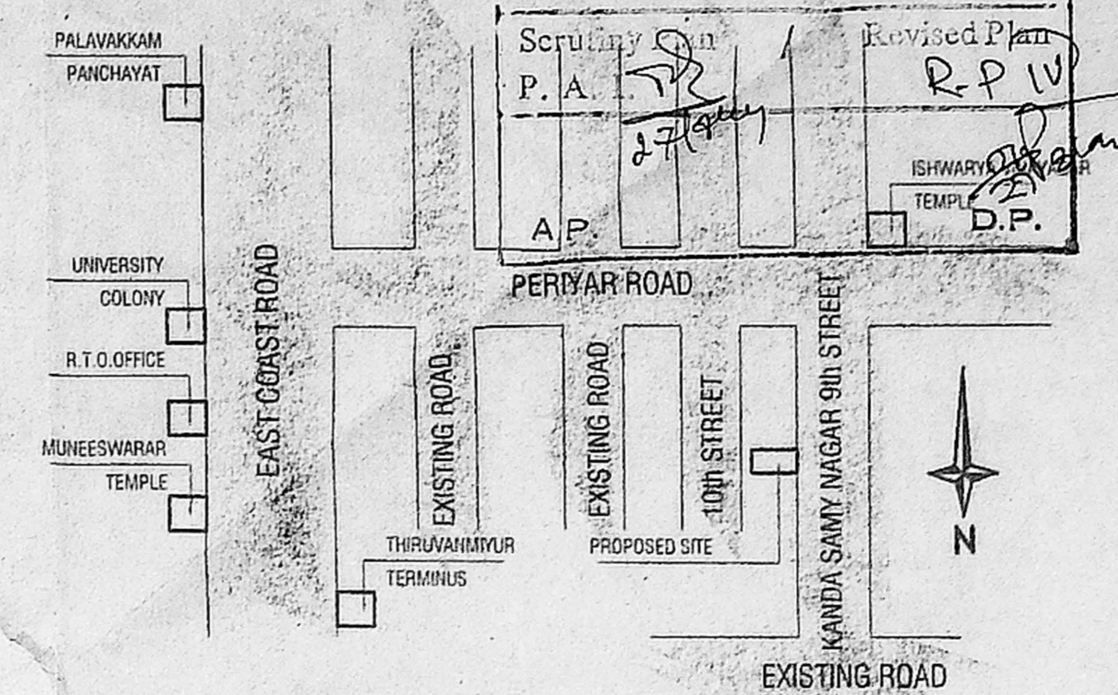 Scrutiny Plan
Revised Plan
P. A. I.
R-P IV
A P.
D.P.
PALAVAKKAM
PANCHAYAT
ISHWARYA
TEMPLE
UNIVERSITY
COLONY
R.T.O.OFFICE
MUNEESWARAR
TEMPLE
EAST COAST ROAD
PERIYAR ROAD
EXISTING ROAD
EXISTING ROAD
10th STREET
KANDA SAMY NAGAR 9th STREET
THIRUVANMIYUR
TERMINUS
PROPOSED SITE
N
EXISTING ROAD